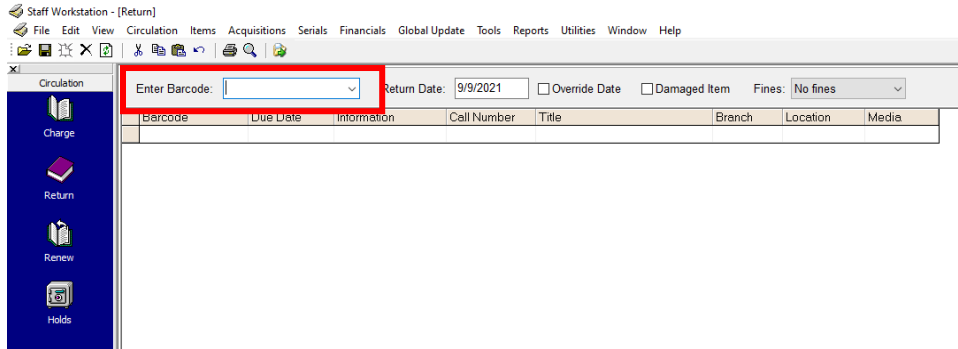 Staff Workstation - [Return]
File Edit View Circulation Items Acquisitions Serials Financials Global Update Tools Reports Utilities Window Help
Circulation
Enter Barcode: Return Date: 9/9/2021 Override Date Damaged Item Fines: No fines
Barcode Due Date Information Call Number Title Branch Location Media
Charge
Return
Renew
Holds